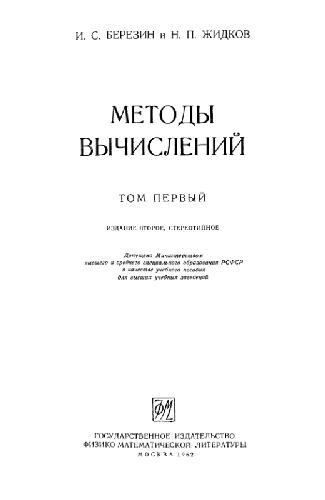 И. С. БЕРЕЗИН и Н. П. ЖИДКОВ
МЕТОДЫ
ВЫЧИСЛЕНИЙ
ТОМ ПЕРВЫЙ
ИЗДАНИЕ ВТОРОЕ, СТЕРЕОТИПНОЕ
Допущено Министерством
высшего и среднего специального образования РСФСР
в качестве учебного пособия
для высших учебных заведений
ФМ
ГОСУДАРСТВЕННОЕ ИЗДАТЕЛЬСТВО
ФИЗИКО-МАТЕМАТИЧЕСКОЙ ЛИТЕРАТУРЫ
МОСКВА 1962